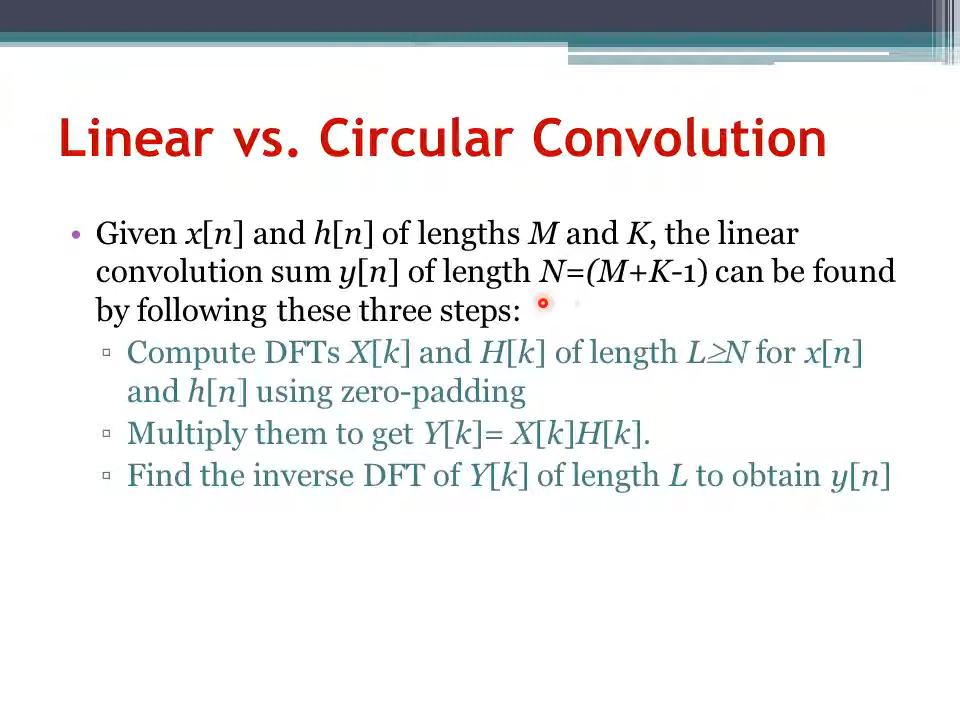 Linear vs. Circular Convolution
• Given x[n] and h[n] of lengths M and K, the linear
convolution sum y[n] of length N=(M+K-1) can be found
by following these three steps:
▫ Compute DFTs X[k] and H[k] of length L≥N for x[n]
and h[n] using zero-padding
▫ Multiply them to get Y[k]= X[k]H[k].
▫ Find the inverse DFT of Y[k] of length L to obtain y[n]